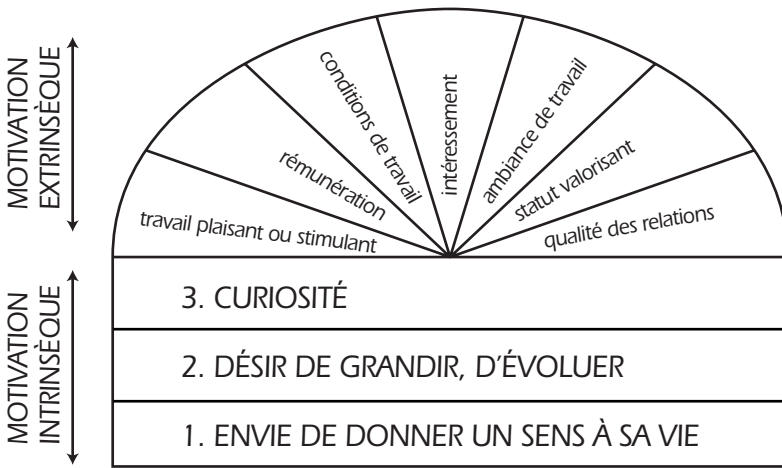 MOTIVATION
EXTRINSÈQUE
travail plaisant ou stimulant
rémunération
conditions de travail
intéressement
ambiance de travail
statut valorisant
qualité des relations
MOTIVATION
INTRINSÈQUE
3. CURIOSITÉ
2. DÉSIR DE GRANDIR, D'ÉVOLUER
1. ENVIE DE DONNER UN SENS À SA VIE